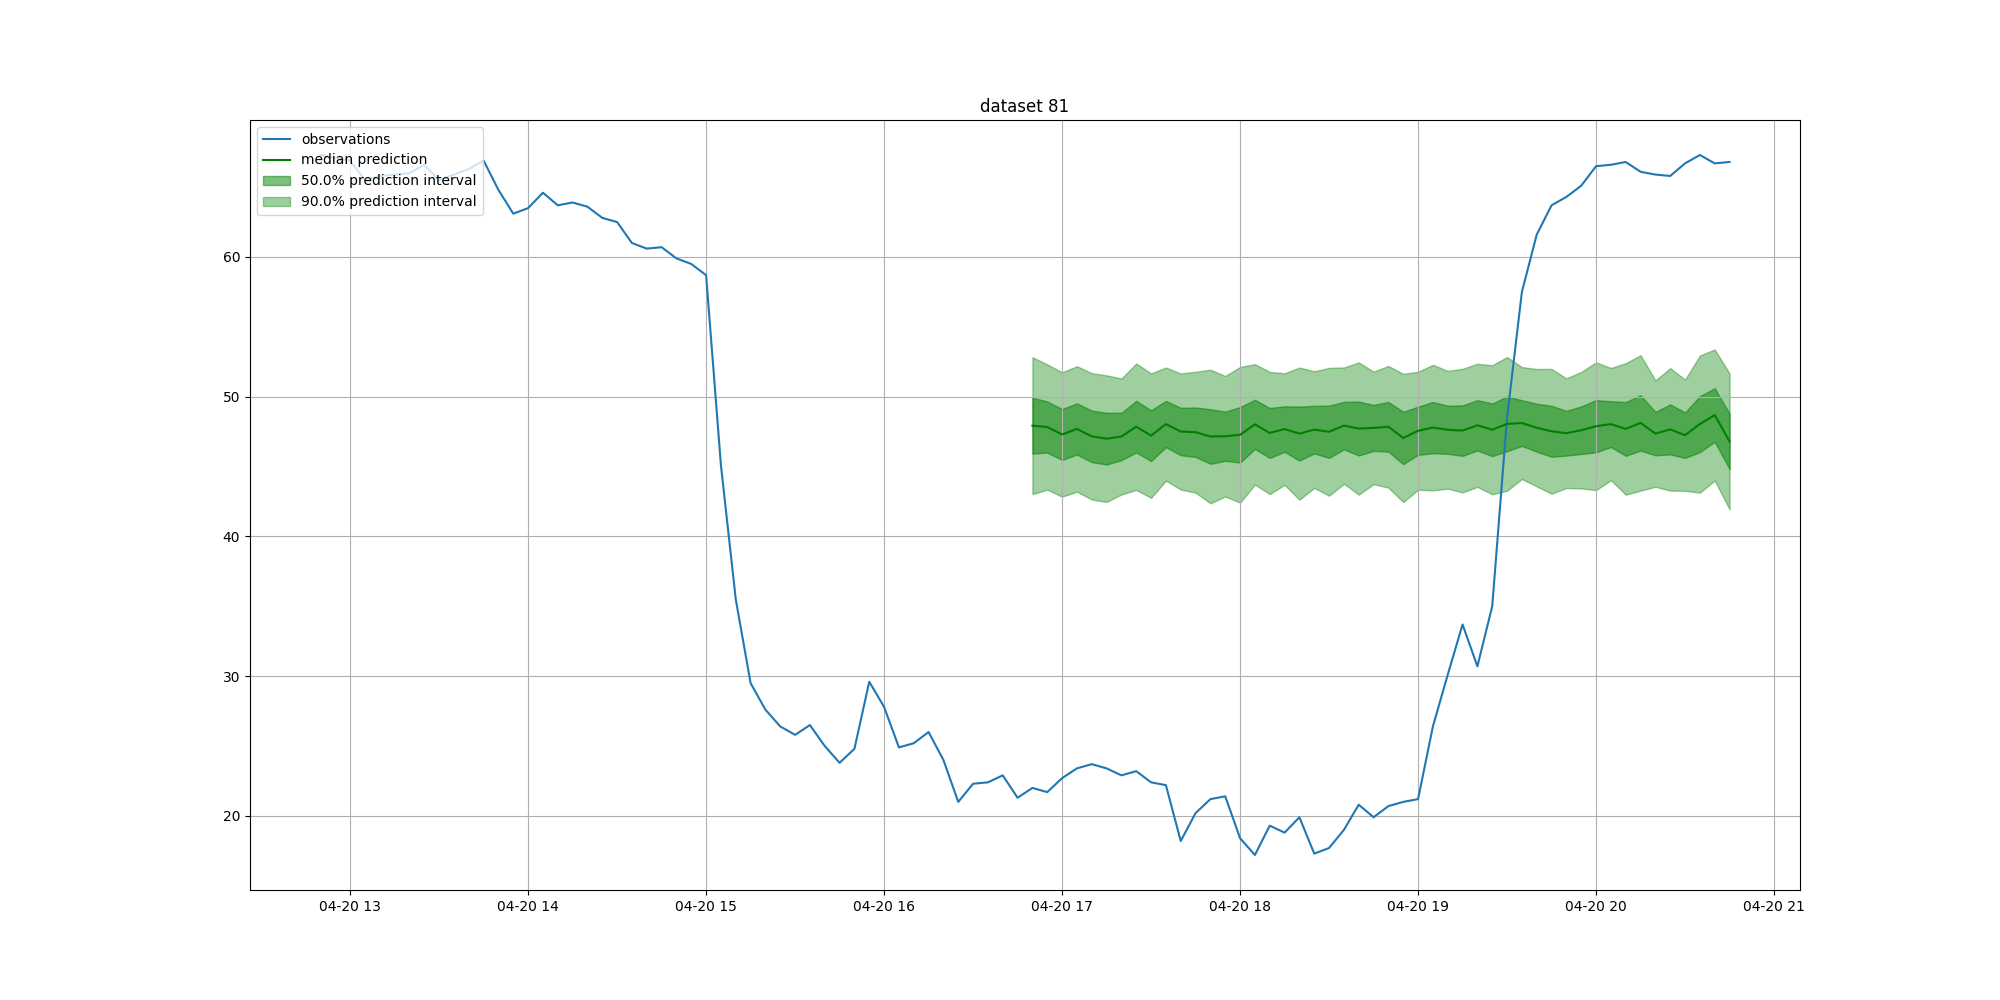 dataset 81
observations
median prediction
50.0% prediction interval
90.0% prediction interval
60
50
40
30
20
04-20 13
04-20 14
04-20 15
04-20 16
04-20 17
04-20 18
04-20 19
04-20 20
04-20 21